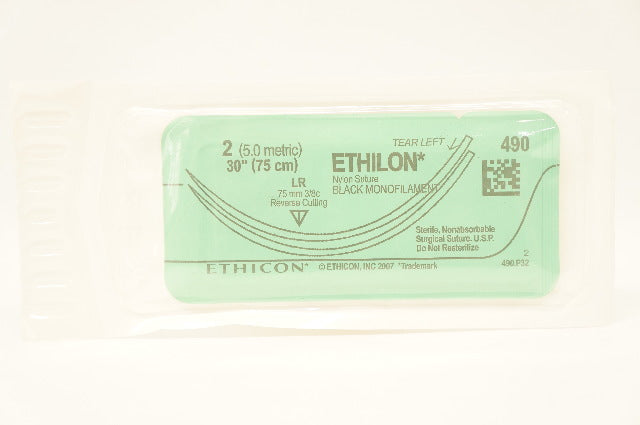 2 (5.0 metric)
30" (75 cm)
LR
75 mm 3/8c
Reverse Cutting
TEAR LEFT
ETHILON*
Nylon Suture
BLACK MONOFILAMENT
490
Sterile, Nonabsorbable
Surgical Suture, U.S.P.
Do Not Resterilize
ETHICON* © ETHICON, INC 2007 *Trademark
2
490.P32